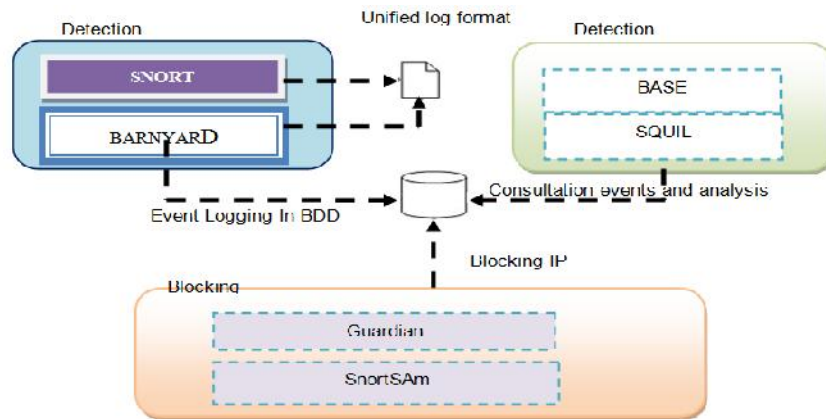 Unified log format
Detection
SNORT
BARNYARD
Detection
BASE
SQUIL
Event Logging In BDD
Consultation events and analysis
Blocking IP
Blocking
Guardian
SnortSAm